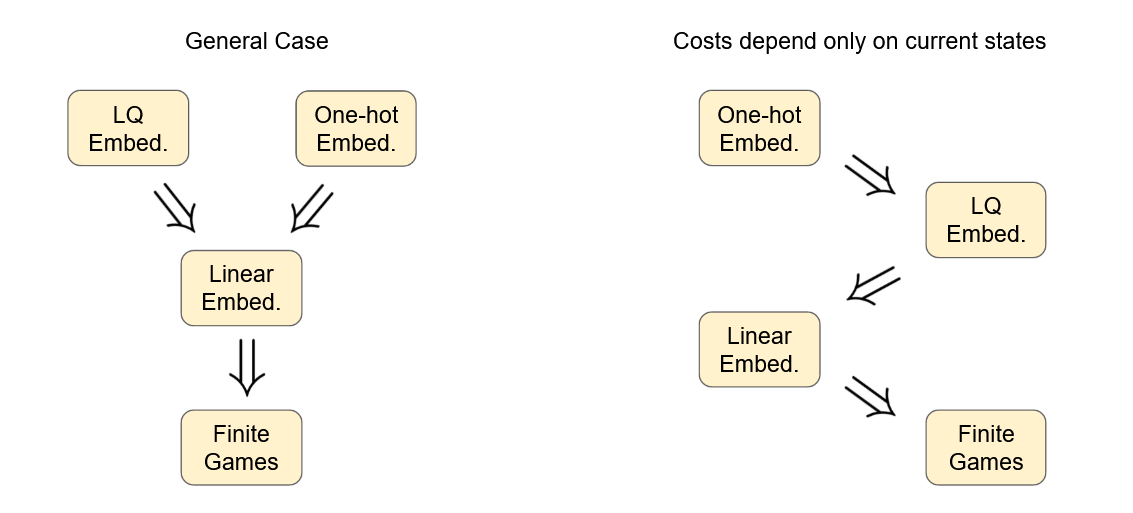 General Case
LQ
Embed.
One-hot
Embed.
Linear
Embed.
Finite
Games
Costs depend only on current states
One-hot
Embed.
LQ
Embed.
Linear
Embed.
Finite
Games